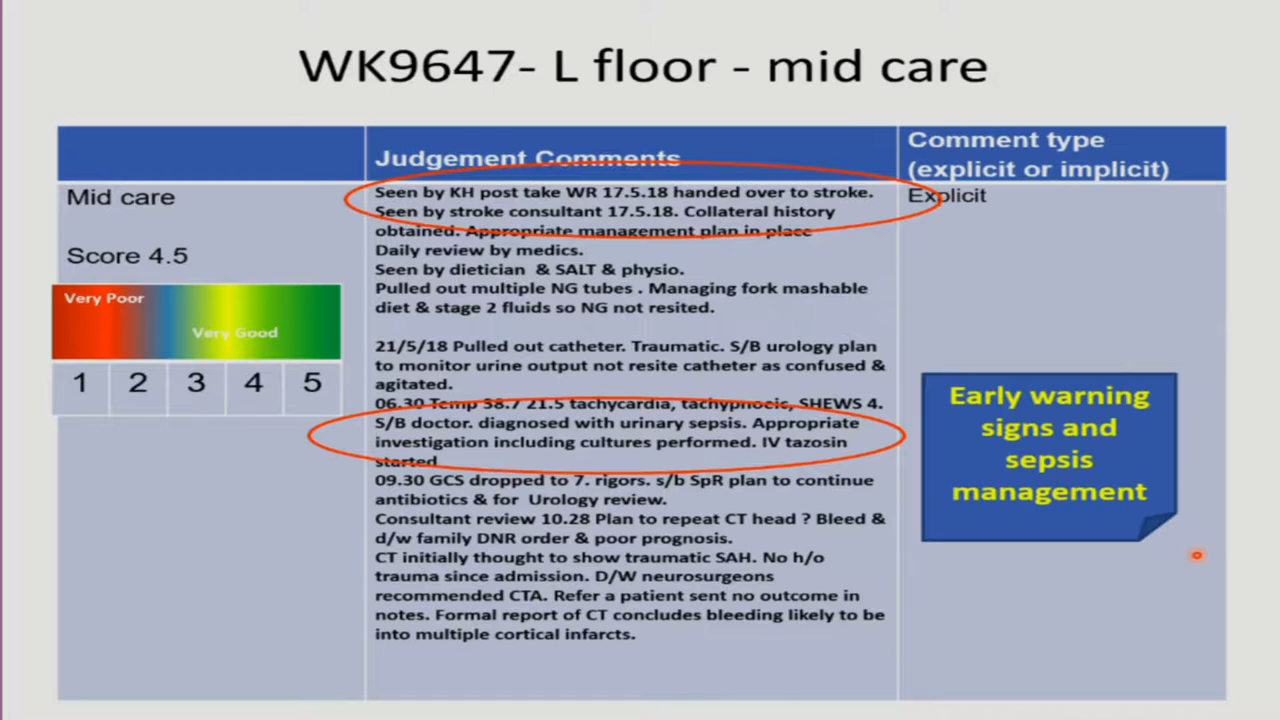 WK9647- L floor - mid care
Judgement Comments
Comment type
(explicit or implicit)
Mid care
Score 4.5
Very Poor
Very Good
1 2 3 4 5
Seen by KH post take WR 17.5.18 handed over to stroke.
Seen by stroke consultant 17.5.18. Collateral history
obtained. Appropriate management plan in place
Daily review by medics.
Seen by dietician & SALT & physio.
Pulled out multiple NG tubes . Managing fork mashable
diet & stage 2 fluids so NG not resited.
21/5/18 Pulled out catheter. Traumatic. S/B urology plan
to monitor urine output not resite catheter as confused &
agitated.
06.30 Temp 38.7 21.5 tachycardia, tachypnoeic, SHEWS 4.
S/B doctor. diagnosed with urinary sepsis. Appropriate
investigation including cultures performed. IV tazosin
started
09.30 GCS dropped to 7. rigors. s/b SpR plan to continue
antibiotics & for Urology review.
Consultant review 10.28 Plan to repeat CT head ? Bleed &
d/w family DNR order & poor prognosis.
CT initially thought to show traumatic SAH. No h/o
trauma since admission. D/W neurosurgeons
recommended CTA. Refer a patient sent no outcome in
notes. Formal report of CT concludes bleeding likely to be
into multiple cortical infarcts.
Explicit
Early warning
signs and
sepsis
management